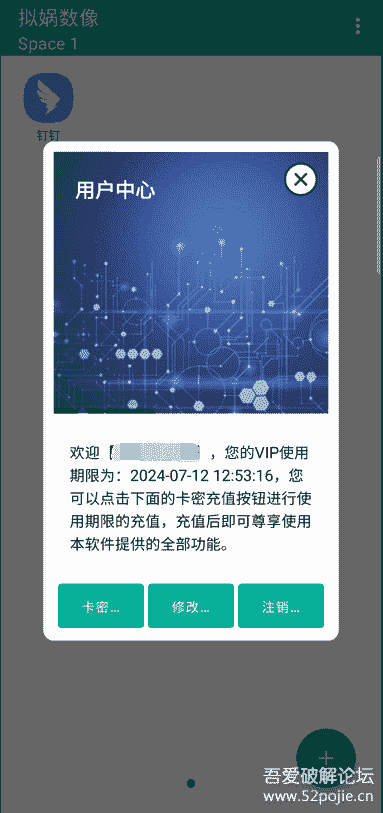 拟娲数像
Space 1
钉钉
用户中心
欢迎【 】，您的VIP使用
期限为：2024-07-12 12:53:16，您
可以点击下面的卡密充值按钮进行使
用期限的充值，充值后即可尊享使用
本软件提供的全部功能。
卡密...
修改...
注销...
吾爱破解论坛
www.52pojie.cn